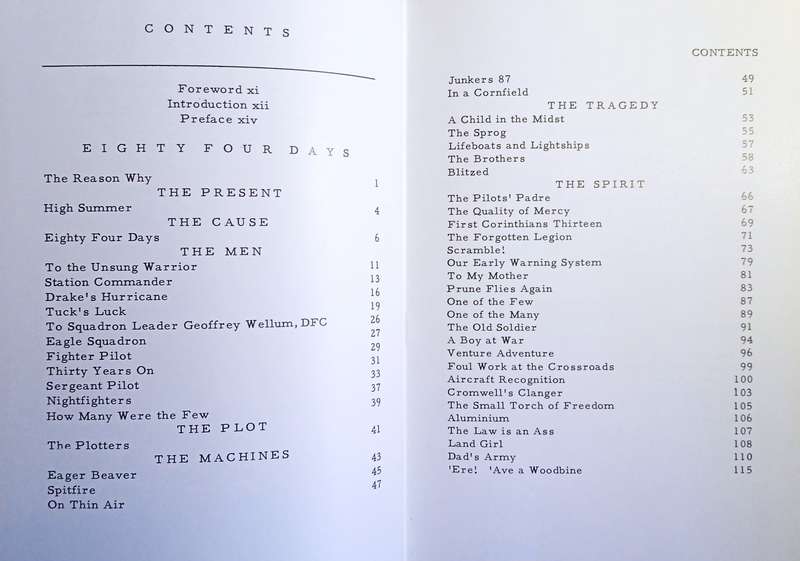 CONTENTS
Foreword xi
Introduction xii
Preface xiv
EIGHTY FOUR DAYS
The Reason Why 1
THE PRESENT
High Summer 4
THE CAUSE
Eighty Four Days 6
THE MEN
To the Unsung Warrior 11
Station Commander 13
Drake's Hurricane 16
Tuck's Luck 19
To Squadron Leader Geoffrey Wellum, DFC 26
Eagle Squadron 27
Fighter Pilot 29
Thirty Years On 31
Sergeant Pilot 33
Nightfighters 37
How Many Were the Few 39
THE PLOT
The Plotters 41
THE MACHINES
Eager Beaver 43
Spitfire 45
On Thin Air 47
CONTENTS
Junkers 87 49
In a Cornfield 51
THE TRAGEDY
A Child in the Midst 53
The Sprog 55
Lifeboats and Lightships 57
The Brothers 58
Blitzed 63
THE SPIRIT
The Pilots' Padre 66
The Quality of Mercy 67
First Corinthians Thirteen 69
The Forgotten Legion 71
Scramble! 73
Our Early Warning System 79
To My Mother 81
Prune Flies Again 83
One of the Few 87
One of the Many 89
The Old Soldier 91
A Boy at War 94
Venture Adventure 96
Foul Work at the Crossroads 99
Aircraft Recognition 100
Cromwell's Clanger 103
The Small Torch of Freedom 105
Aluminium 106
The Law is an Ass 107
Land Girl 108
Dad's Army 110
'Ere! 'Ave a Woodbine 115